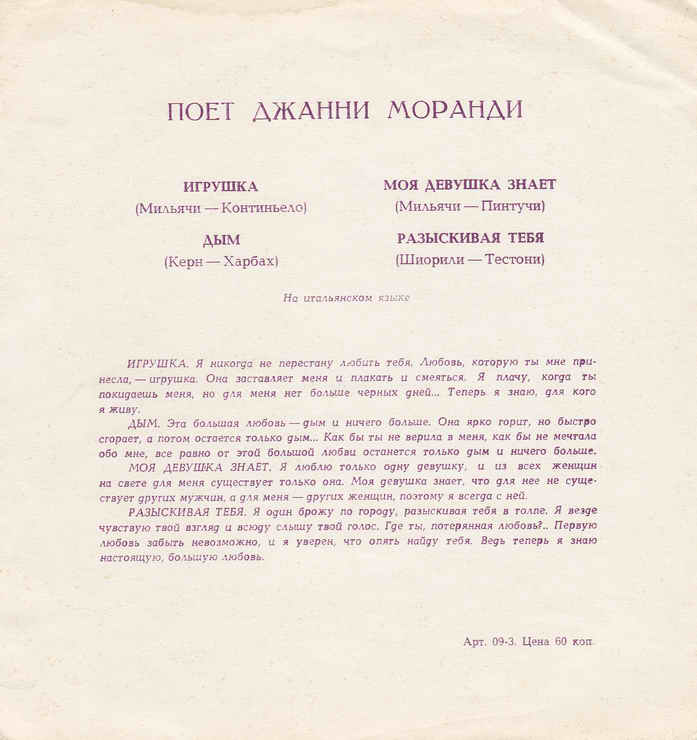 ПОЕТ ДЖАННИ МОРАНДИ
ИГРУШКА
(Мильячи — Континьело)
ДЫМ
(Керн — Харбах)
МОЯ ДЕВУШКА ЗНАЕТ
(Мильячи — Пинтучи)
РАЗЫСКИВАЯ ТЕБЯ
(Шиорили — Тестони)
На итальянском языке
ИГРУШКА. Я никогда не перестану любить тебя. Любовь, которую ты мне при-
несла, — игрушка. Она заставляет меня и плакать и смеяться. Я плачу, когда ты
покидаешь меня, но для меня нет больше черных дней... Теперь я знаю, для кого
я живу.
ДЫМ. Эта большая любовь — дым и ничего больше. Она ярко горит, но быстро
сгорает, а потом остается только дым... Как бы ты не верила в меня, как бы не мечтала
обо мне, все равно от этой большой любви останется только дым и ничего больше.
МОЯ ДЕВУШКА ЗНАЕТ. Я люблю только одну девушку, и из всех женщин
на свете для меня существует только она. Моя девушка знает, что для нее не суще-
ствует других мужчин, а для меня — других женщин, поэтому я всегда с ней.
РАЗЫСКИВАЯ ТЕБЯ. Я один брожу по городу, разыскивая тебя в толпе. Я везде
чувствую твой взгляд и всюду слышу твой голос. Где ты, потерянная любовь?.. Первую
любовь забыть невозможно, и я уверен, что опять найду тебя. Ведь теперь я знаю
настоящую, большую любовь.
Арт. 09-3. Цена 60 коп.